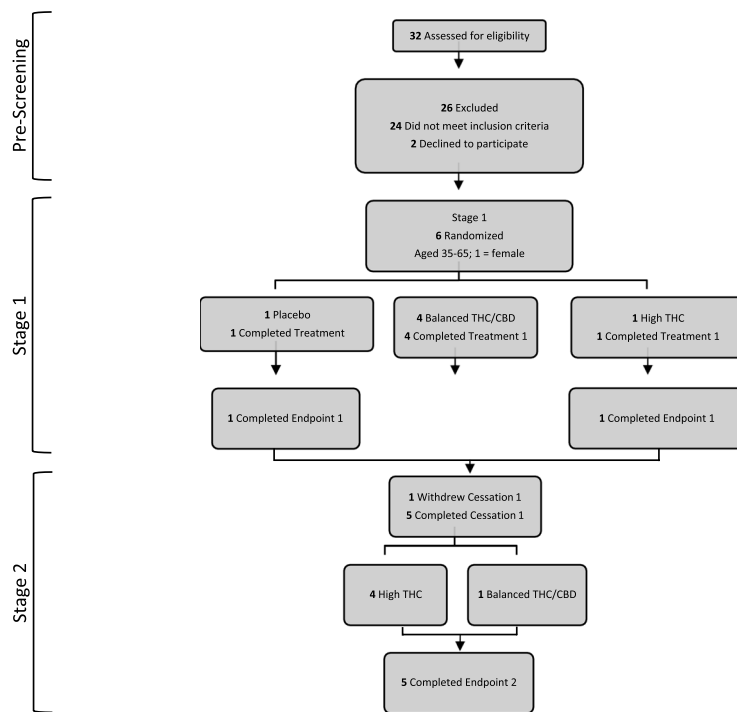 Pre-Screening
32 Assessed for eligibility
26 Excluded
24 Did not meet inclusion criteria
2 Declined to participate
Stage 1
Stage 1
6 Randomized
Aged 35-65; 1 = female
1 Placebo
1 Completed Treatment
4 Balanced THC/CBD
4 Completed Treatment 1
1 High THC
1 Completed Treatment 1
1 Completed Endpoint 1
1 Completed Endpoint 1
Stage 2
1 Withdrew Cessation 1
5 Completed Cessation 1
4 High THC
1 Balanced THC/CBD
5 Completed Endpoint 2